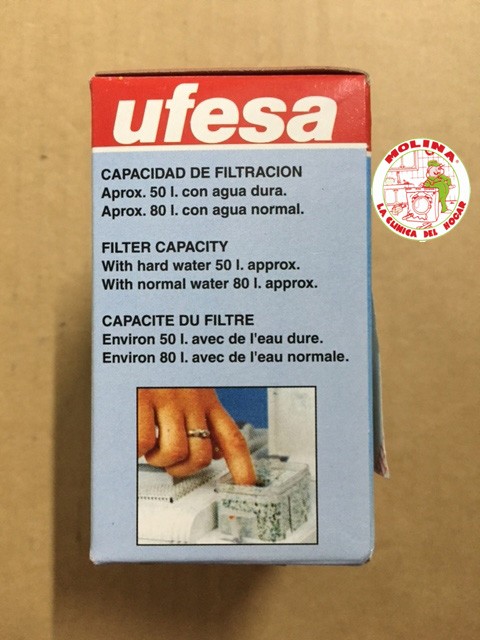 ufesa
CAPACIDAD DE FILTRACION
Aprox. 50 l. con agua dura.
Aprox. 80 l. con agua normal.
FILTER CAPACITY
With hard water 50 l. approx.
With normal water 80 l. approx.
CAPACITE DU FILTRE
Environ 50 l. avec de l'eau dure.
Environ 80 l. avec de l'eau normale.
MOLINA
LA CLINICA DEL HOGAR